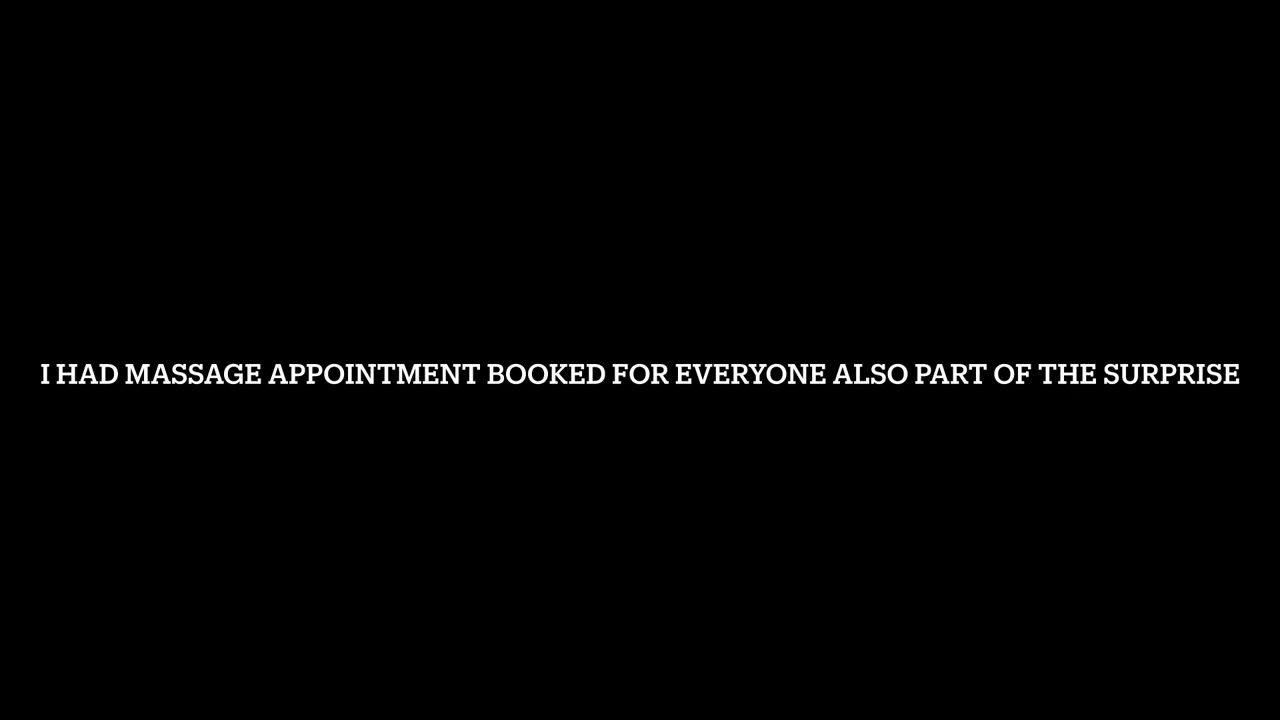 I HAD MASSAGE APPOINTMENT BOOKED FOR EVERYONE ALSO PART OF THE SURPRISE